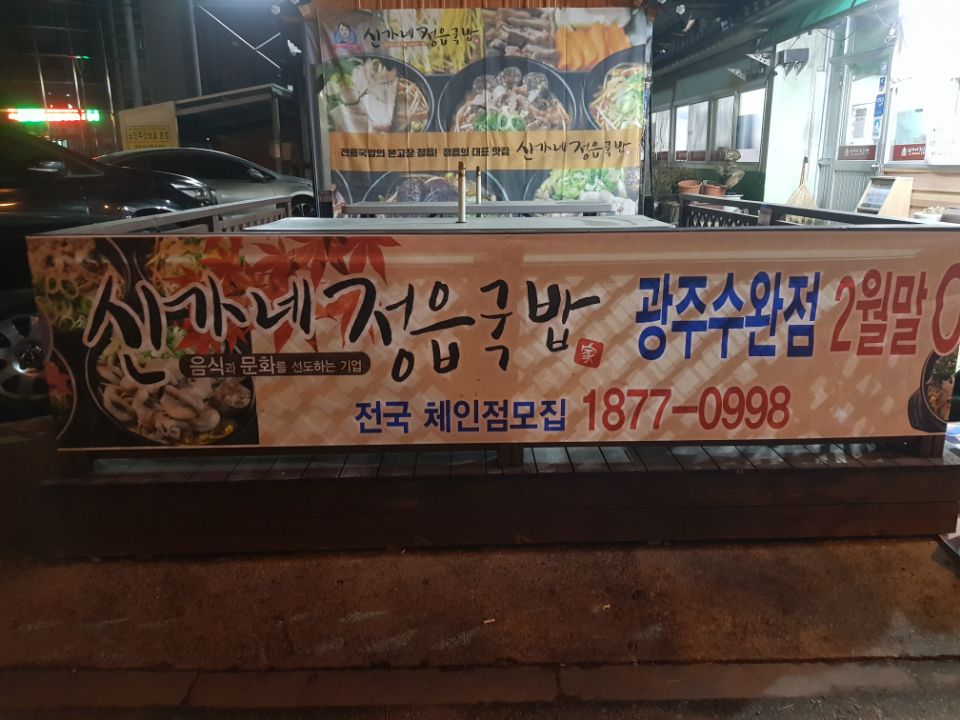 신가네정읍국밥
전률국밥의 본고장 정읍! 정읍의 대표 맛집 신가네정읍국밥
신가네정읍국밥 광주수완점 2월말
음식과 문화를 선도하는 기업
家
전국 체인점모집 1877-0998